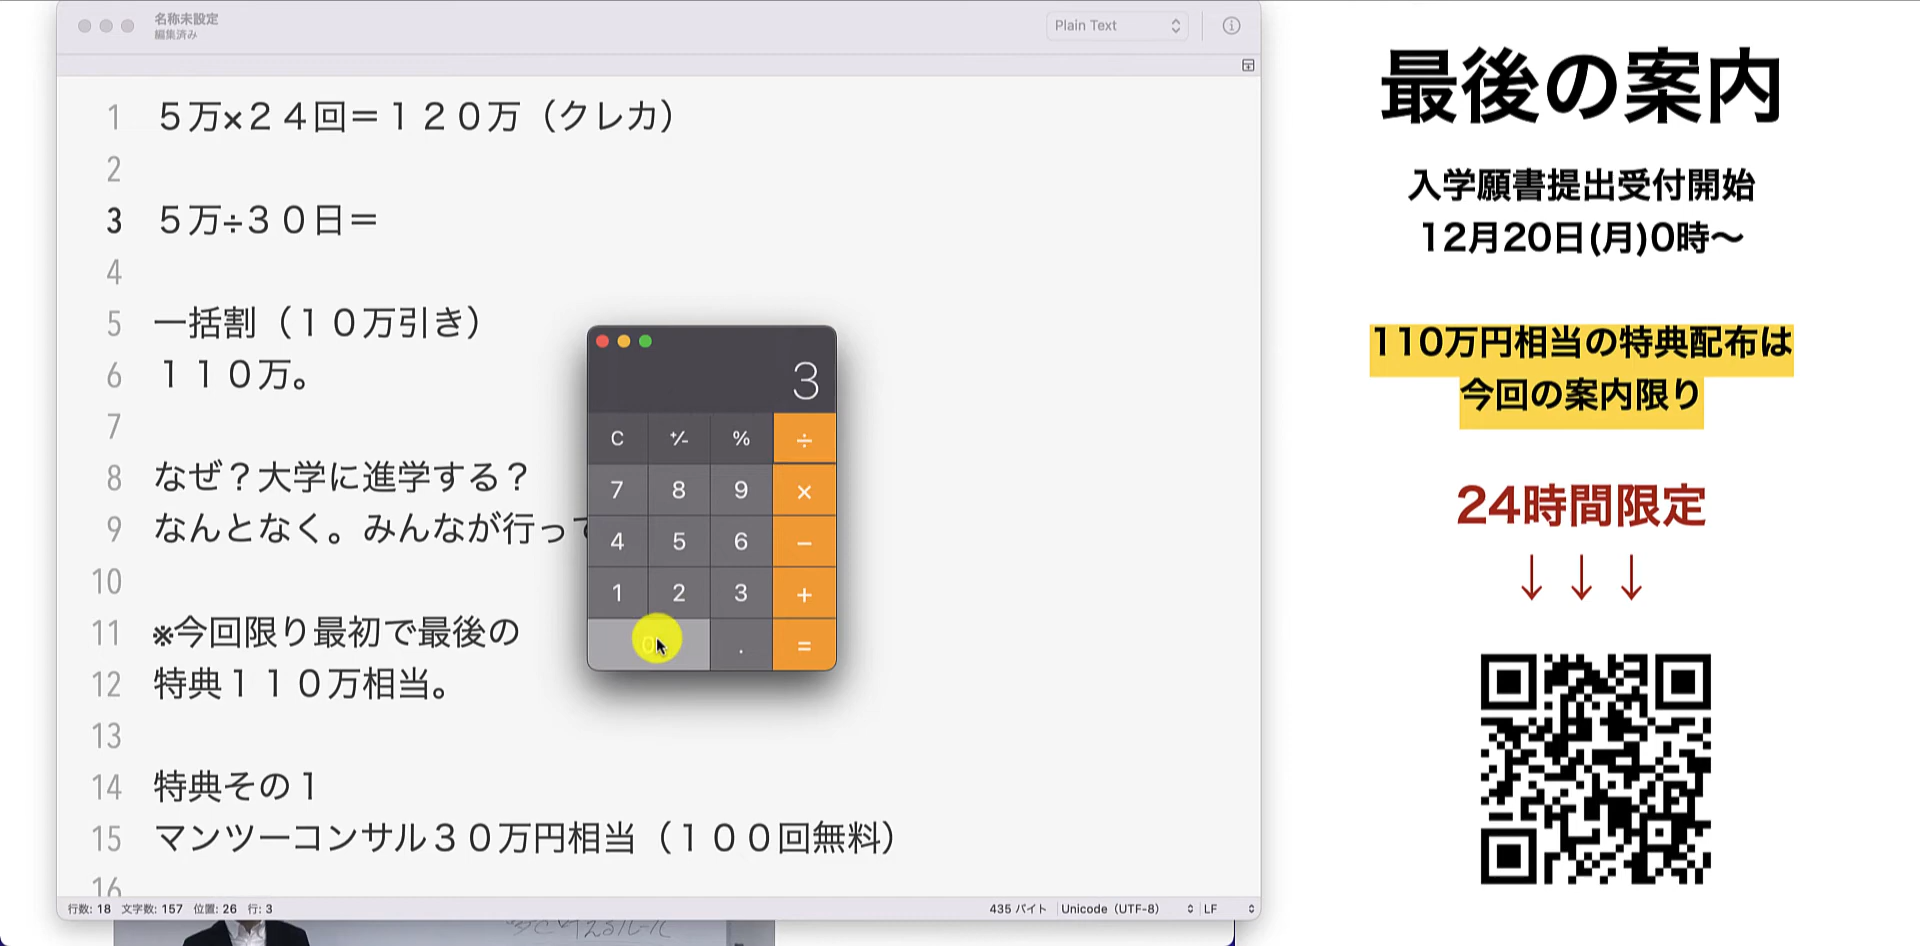 名称未設定
編集済み
Plain Text
1 ５万×２４回＝１２０万（クレカ）
2
3 ５万÷３０日＝
4
5 一括割（１０万引き）
6 １１０万。
7
8 なぜ？大学に進学する？
9 なんとなく。みんなが行って
10
11 ※今回限り最初で最後の
12 特典１１０万相当。
13
14 特典その１
15 マンツーコンサル３０万円相当（１００回無料）
16
行数: 18 文字数: 157 位置: 26 行: 3
435 バイト Unicode（UTF-8） LF
3
C ⁺∕₋ % ÷
7 8 9 ×
4 5 6 −
1 2 3 +
0 . =
最後の案内
入学願書提出受付開始
12月20日(月)0時〜
110万円相当の特典配布は
今回の案内限り
24時間限定
↓ ↓ ↓